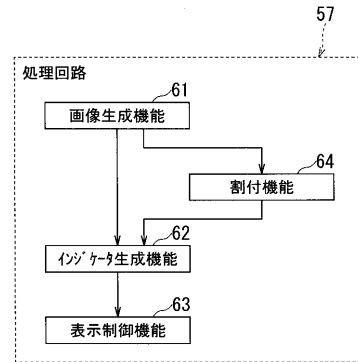 57
処理回路
61
画像生成機能
64
割付機能
62
インジケータ生成機能
63
表示制御機能